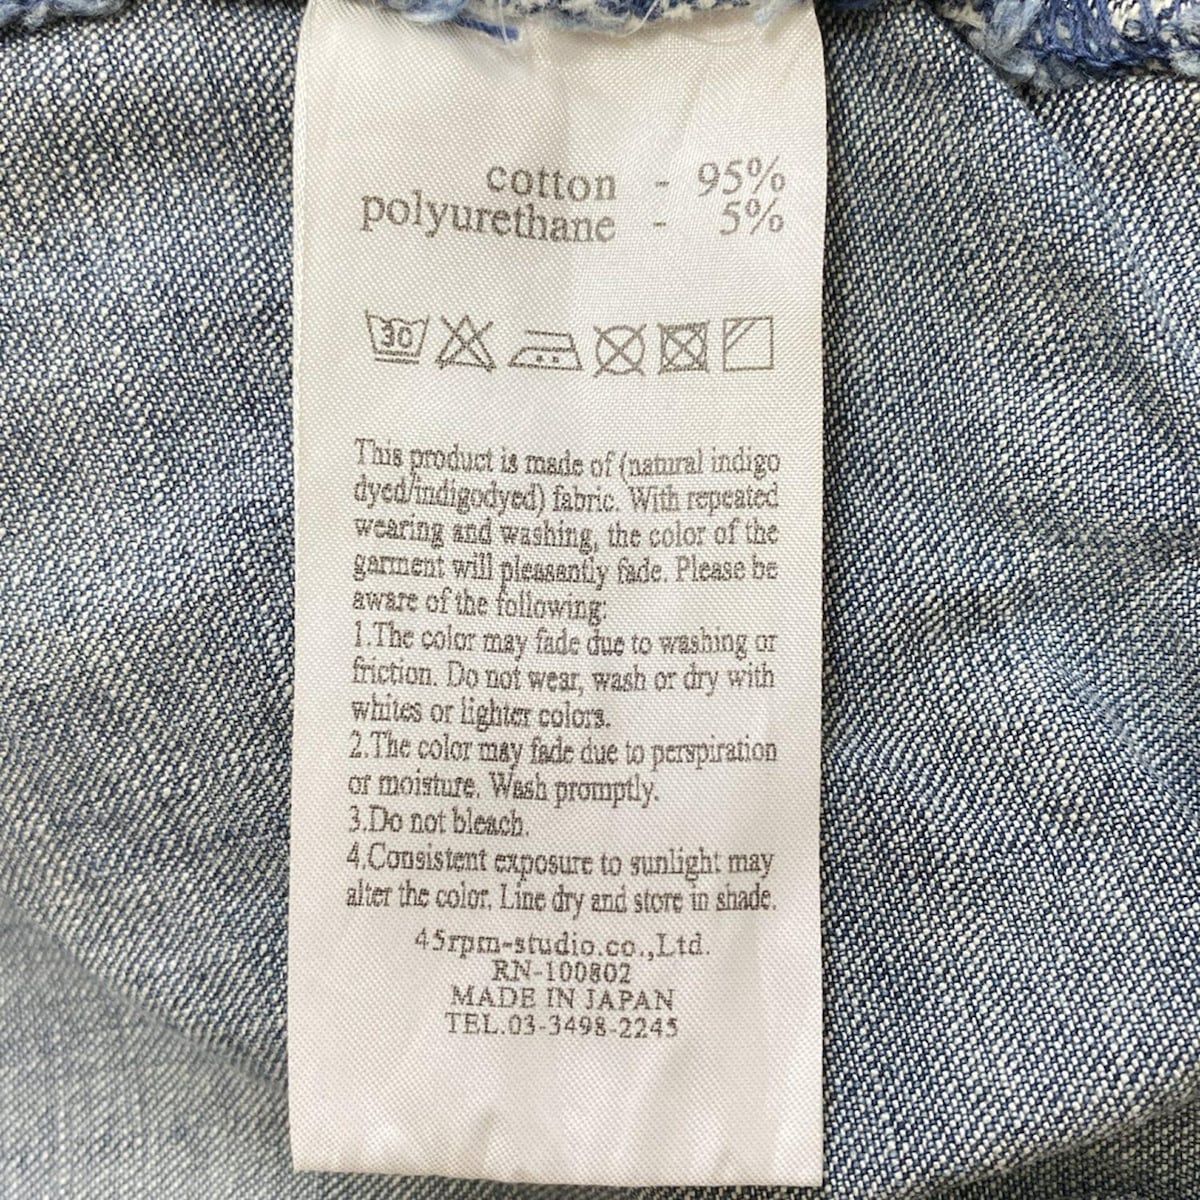 cotton - 95%
polyurethane - 5%
30
This product is made of (natural indigo
dyed/indigodyed) fabric. With repeated
wearing and washing, the color of the
garment will pleasantly fade. Please be
aware of the following:
1.The color may fade due to washing or
friction. Do not wear, wash or dry with
whites or lighter colors.
2.The color may fade due to perspiration
or moisture. Wash promptly.
3.Do not bleach.
4.Consistent exposure to sunlight may
alter the color. Line dry and store in shade.
45rpm-studio.co.,Ltd.
RN-100802
MADE IN JAPAN
TEL.03-3498-2245